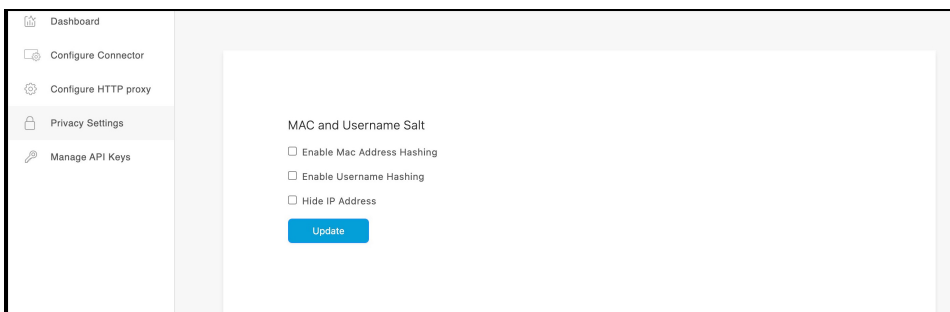 Dashboard
Configure Connector
Configure HTTP proxy
Privacy Settings
Manage API Keys
MAC and Username Salt
Enable Mac Address Hashing
Enable Username Hashing
Hide IP Address
Update